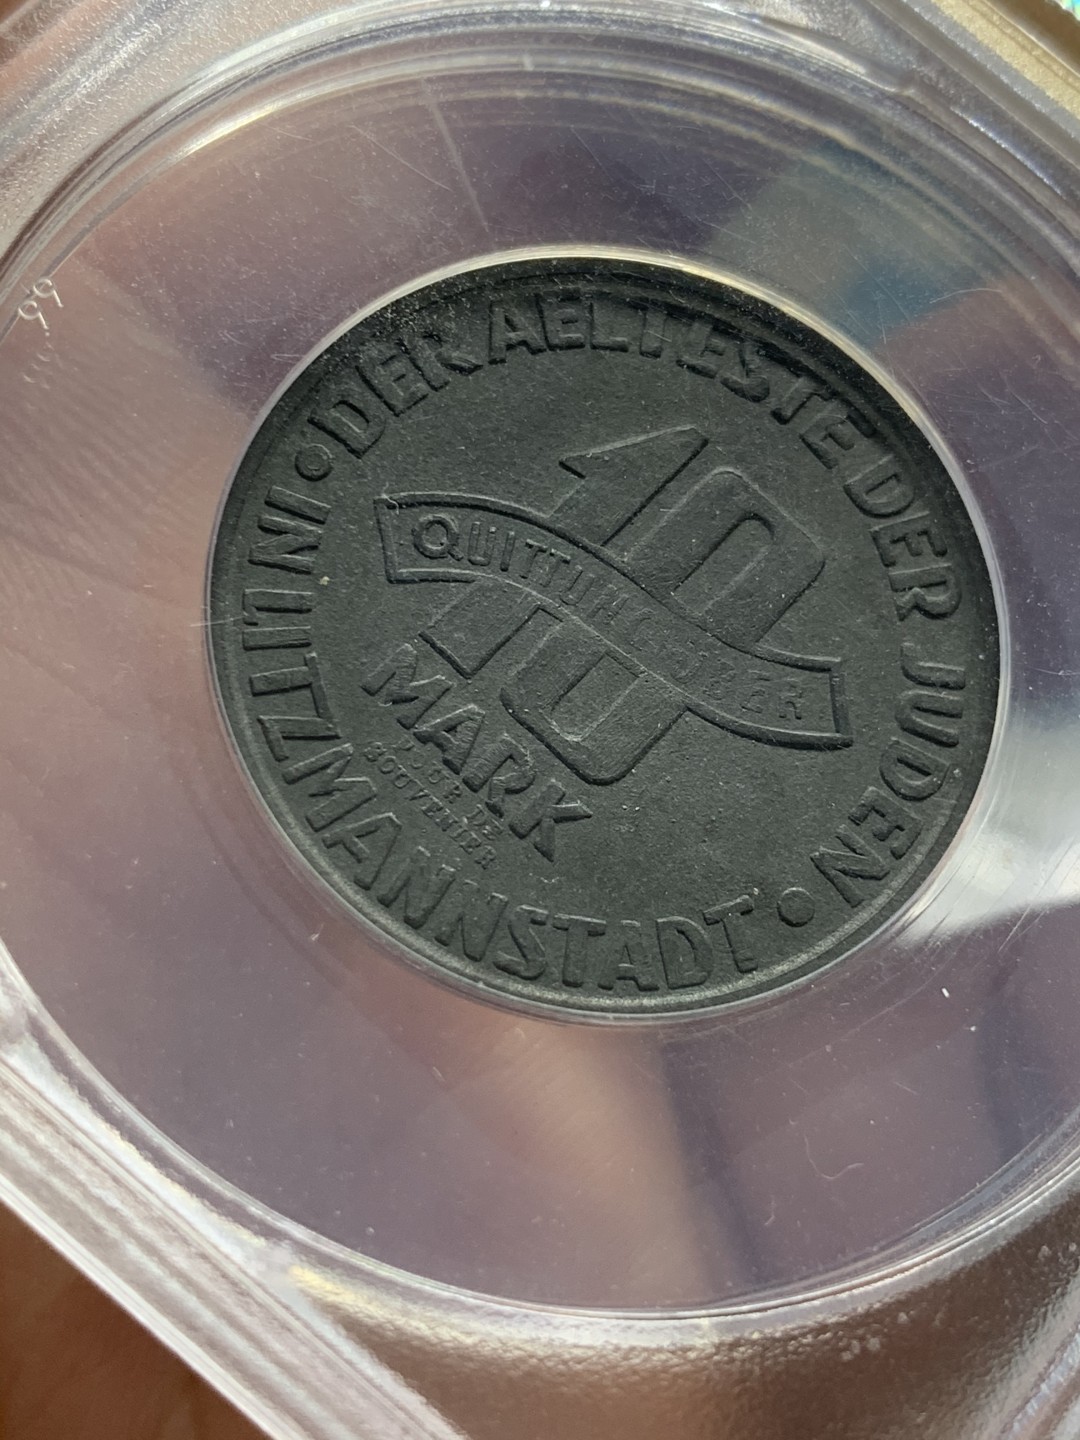 DER AELTESTE DER JUDEN
IN LITZMANNSTADT
QUITTUNG ÜBER
10
MARK
SOUVENIER